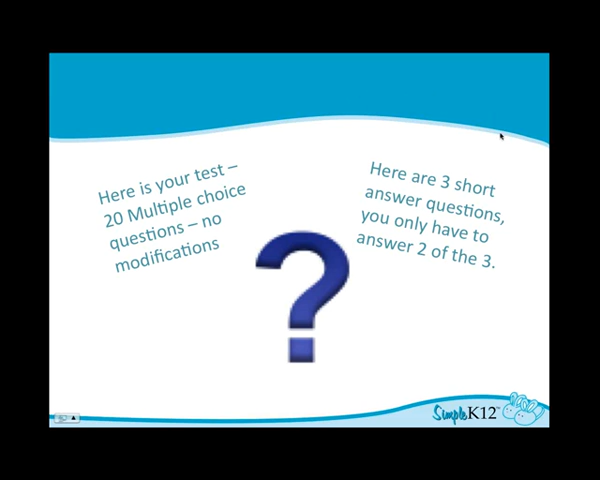 Here is your test –
20 Multiple choice
questions – no
modifications
Here are 3 short
answer questions,
you only have to
answer 2 of the 3.
?
SimpleK12™